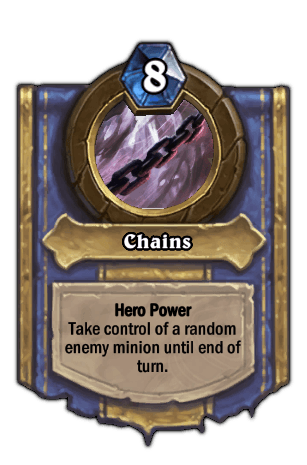 8
Chains
Hero Power
Take control of a random
enemy minion until end of
turn.